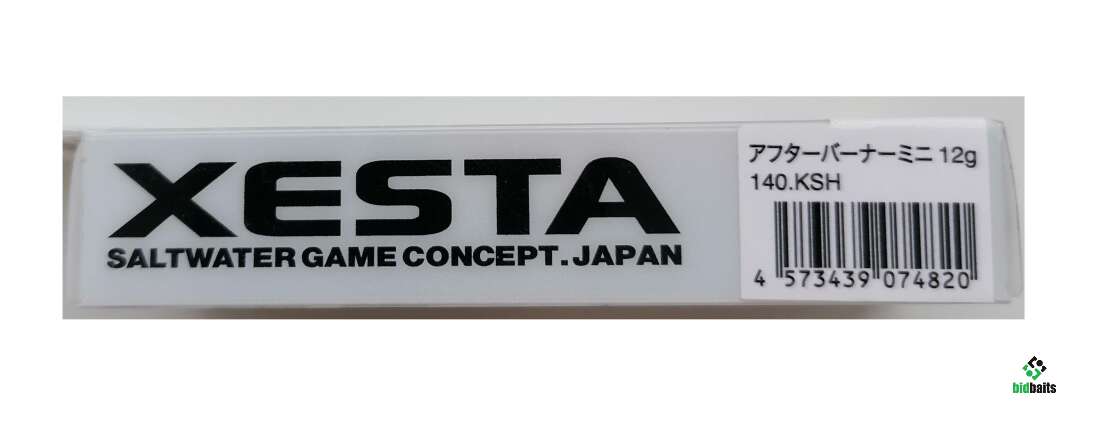 XESTA
SALTWATER GAME CONCEPT.JAPAN
アフターバーナーミニ 12g
140.KSH
4 573439 074820
bidbaits